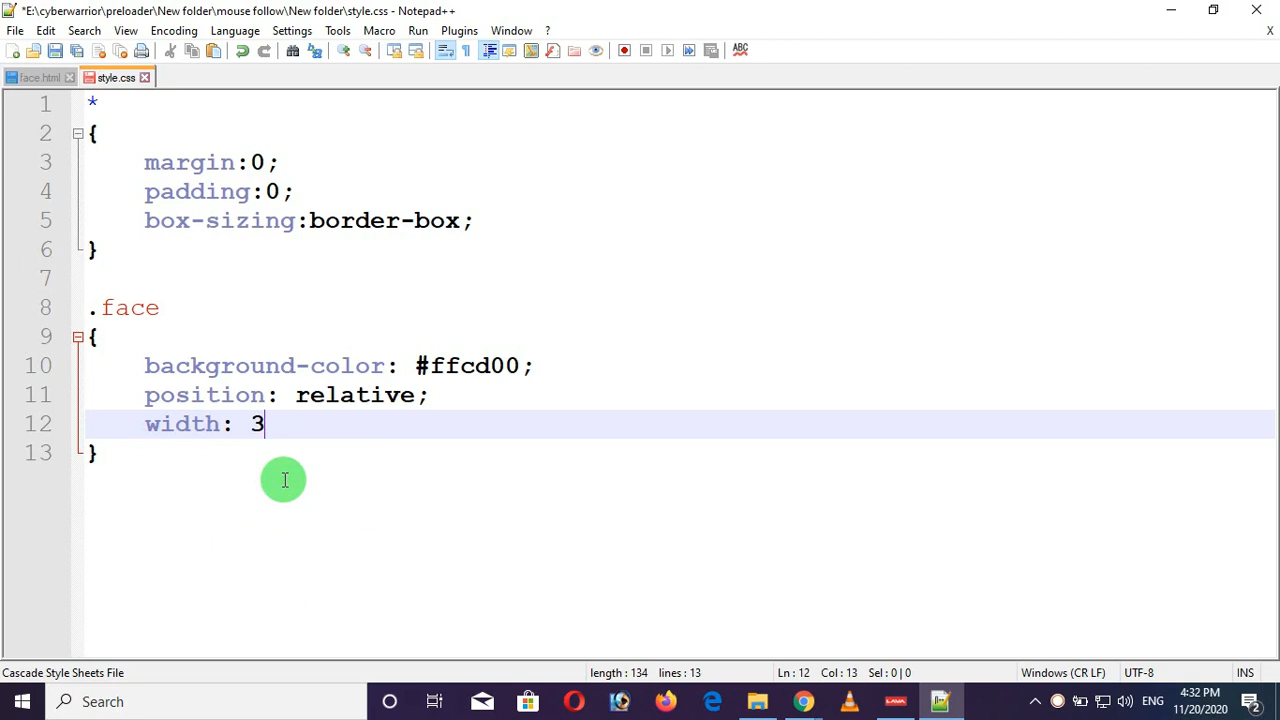 *E:\cyberwarrior\preloader\New folder\mouse follow\New folder\style.css - Notepad++
File Edit Search View Encoding Language Settings Tools Macro Run Plugins Window ? X
face.html style.css
1 *
2 {
3 margin:0;
4 padding:0;
5 box-sizing:border-box;
6 }
7
8 .face
9 {
10 background-color: #ffcd00;
11 position: relative;
12 width: 3
13 }
Cascade Style Sheets File length : 134 lines : 13 Ln : 12 Col : 13 Sel : 0 | 0 Windows (CR LF) UTF-8 INS
Search ENG 4:32 PM
11/20/2020 2